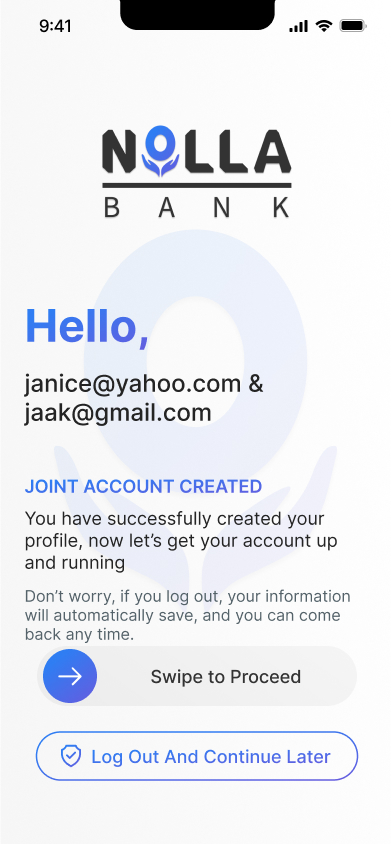 9:41
NOLLA
BANK
Hello,
janice@yahoo.com &
jaak@gmail.com
JOINT ACCOUNT CREATED
You have successfully created your
profile, now let’s get your account up
and running
Don’t worry, if you log out, your information
will automatically save, and you can come
back any time.
Swipe to Proceed
Log Out And Continue Later